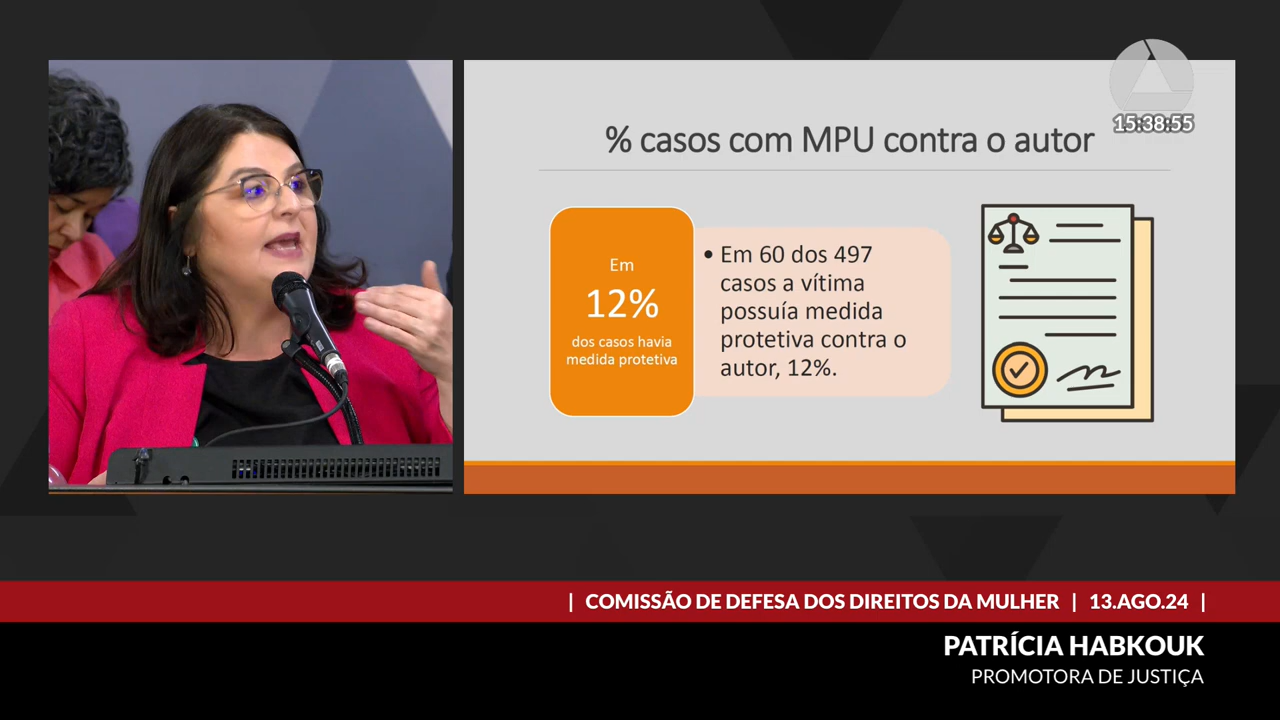 15:38:55
% casos com MPU contra o autor
Em
12%
dos casos havia
medida protetiva
• Em 60 dos 497
casos a vítima
possuía medida
protetiva contra o
autor, 12%.
| COMISSÃO DE DEFESA DOS DIREITOS DA MULHER | 13.AGO.24 |
PATRÍCIA HABKOUK
PROMOTORA DE JUSTIÇA